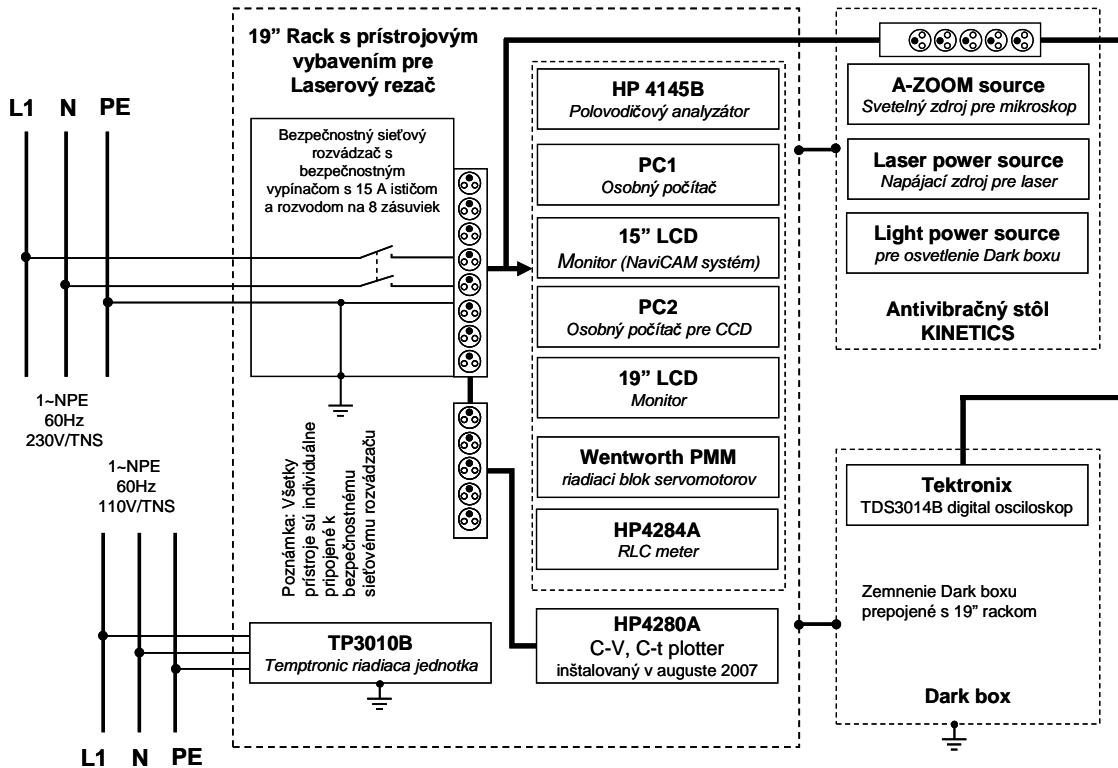 19” Rack s prístrojovým
vybavením pre
Laserový rezač
L1 N PE
Bezpečnostný sieťový
rozvádzač s
bezpečnostným
vypínačom s 15 A ističom
a rozvodom na 8 zásuviek
1~NPE
60Hz
230V/TNS
1~NPE
60Hz
110V/TNS
Poznámka: Všetky
prístroje sú individuálne
pripojené k
bezpečnostnému
sieťovému rozvádzaču
TP3010B
Temptronic riadiaca jednotka
L1 N PE
HP 4145B
Polovodičový analyzátor
PC1
Osobný počítač
15” LCD
Monitor (NaviCAM systém)
PC2
Osobný počítač pre CCD
19” LCD
Monitor
Wentworth PMM
riadiaci blok servomotorov
HP4284A
RLC meter
HP4280A
C-V, C-t plotter
inštalovaný v auguste 2007
A-ZOOM source
Svetelný zdroj pre mikroskop
Laser power source
Napájací zdroj pre laser
Light power source
pre osvetlenie Dark boxu
Antivibračný stôl
KINETICS
Tektronix
TDS3014B digital osciloskop
Zemnenie Dark boxu
prepojené s 19” rackom
Dark box